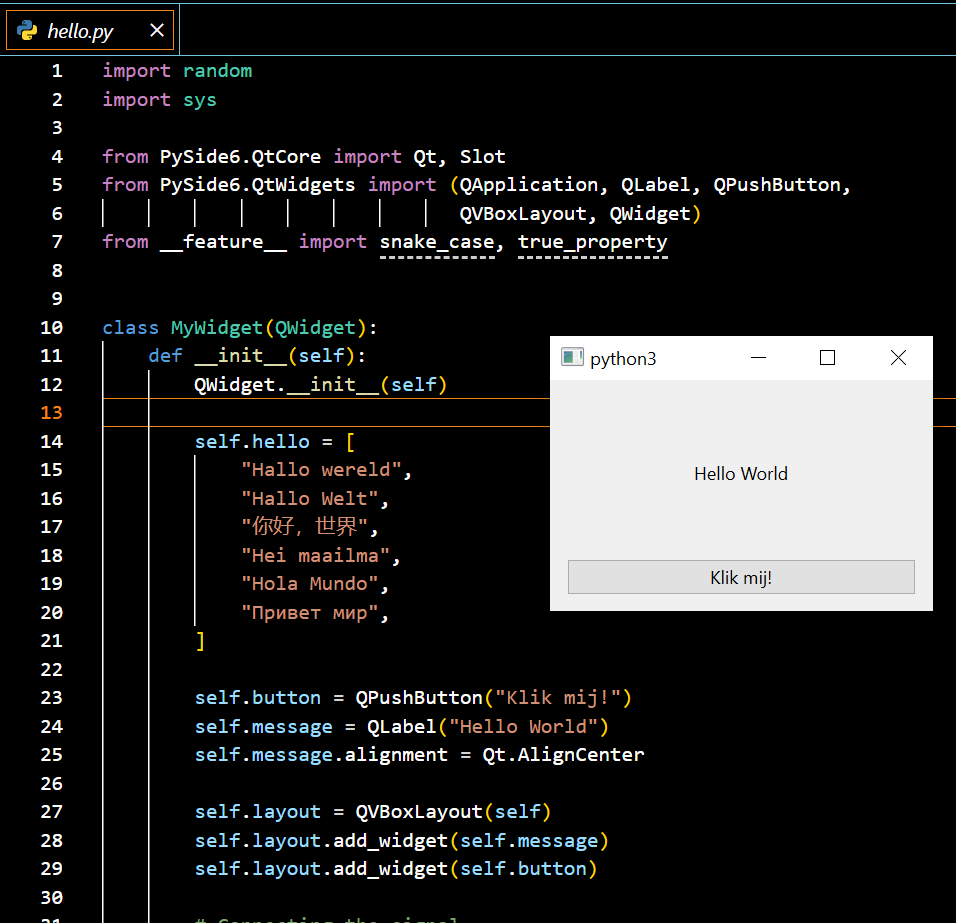 hello.py
1 import random
2 import sys
3
4 from PySide6.QtCore import Qt, Slot
5 from PySide6.QtWidgets import (QApplication, QLabel, QPushButton,
6 QVBoxLayout, QWidget)
7 from __feature__ import snake_case, true_property
8
9
10 class MyWidget(QWidget):
11 def __init__(self):
12 QWidget.__init__(self)
13
14 self.hello = [
15 "Hallo wereld",
16 "Hallo Welt",
17 "你好，世界",
18 "Hei maailma",
19 "Hola Mundo",
20 "Привет мир",
21 ]
22
23 self.button = QPushButton("Klik mij!")
24 self.message = QLabel("Hello World")
25 self.message.alignment = Qt.AlignCenter
26
27 self.layout = QVBoxLayout(self)
28 self.layout.add_widget(self.message)
29 self.layout.add_widget(self.button)
30
31 # Connecting the signal
python3
Hello World
Klik mij!